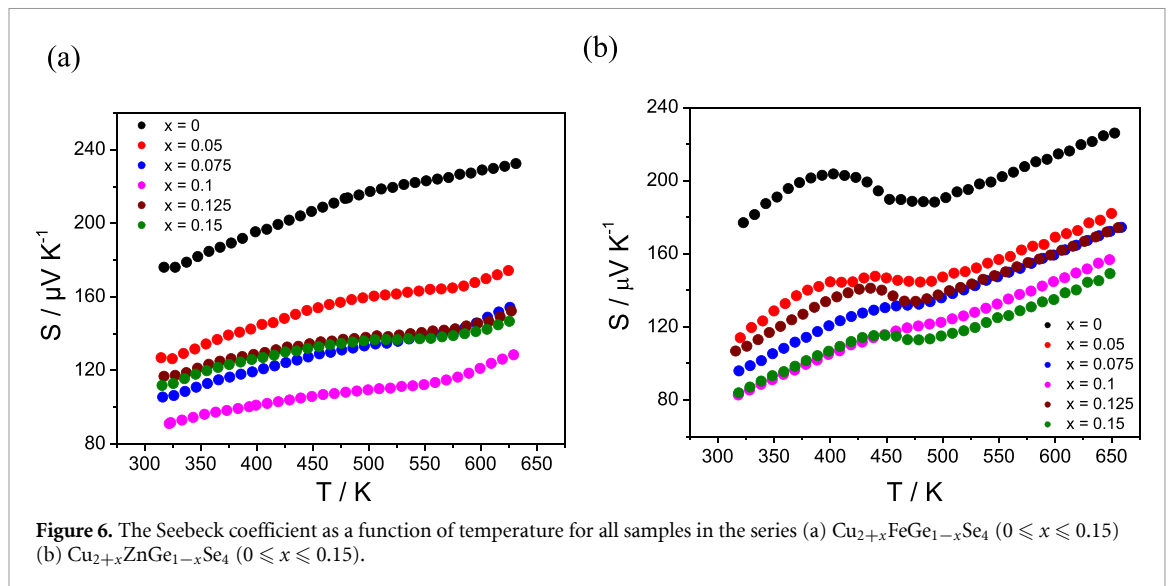 (a)
S / µV K⁻¹
240
200
160
120
80
x = 0
x = 0.05
x = 0.075
x = 0.1
x = 0.125
x = 0.15
300 350 400 450 500 550 600 650
T / K
(b)
S / µV K⁻¹
240
200
160
120
80
x = 0
x = 0.05
x = 0.075
x = 0.1
x = 0.125
x = 0.15
300 350 400 450 500 550 600 650
T / K
Figure 6. The Seebeck coefficient as a function of temperature for all samples in the series (a) Cu₂₊ₓFeGe₁₋ₓSe₄ (0 ⩽ x ⩽ 0.15)
(b) Cu₂₊ₓZnGe₁₋ₓSe₄ (0 ⩽ x ⩽ 0.15).